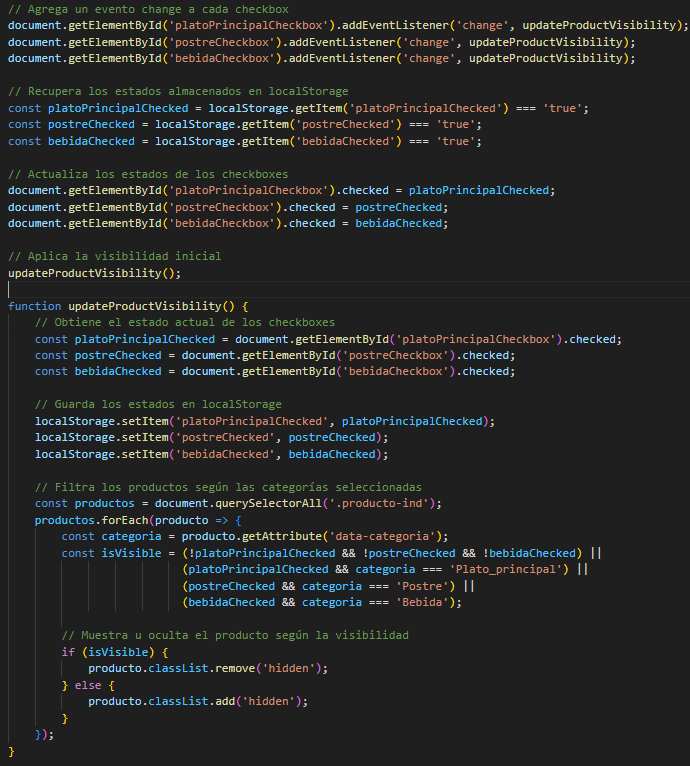 // Agrega un evento change a cada checkbox
document.getElementById('platoPrincipalCheckbox').addEventListener('change', updateProductVisibility);
document.getElementById('postreCheckbox').addEventListener('change', updateProductVisibility);
document.getElementById('bebidaCheckbox').addEventListener('change', updateProductVisibility);

// Recupera los estados almacenados en localStorage
const platoPrincipalChecked = localStorage.getItem('platoPrincipalChecked') === 'true';
const postreChecked = localStorage.getItem('postreChecked') === 'true';
const bebidaChecked = localStorage.getItem('bebidaChecked') === 'true';

// Actualiza los estados de los checkboxes
document.getElementById('platoPrincipalCheckbox').checked = platoPrincipalChecked;
document.getElementById('postreCheckbox').checked = postreChecked;
document.getElementById('bebidaCheckbox').checked = bebidaChecked;

// Aplica la visibilidad inicial
updateProductVisibility();

function updateProductVisibility() {
    // Obtiene el estado actual de los checkboxes
    const platoPrincipalChecked = document.getElementById('platoPrincipalCheckbox').checked;
    const postreChecked = document.getElementById('postreCheckbox').checked;
    const bebidaChecked = document.getElementById('bebidaCheckbox').checked;

    // Guarda los estados en localStorage
    localStorage.setItem('platoPrincipalChecked', platoPrincipalChecked);
    localStorage.setItem('postreChecked', postreChecked);
    localStorage.setItem('bebidaChecked', bebidaChecked);

    // Filtra los productos según las categorías seleccionadas
    const productos = document.querySelectorAll('.producto-ind');
    productos.forEach(producto => {
        const categoria = producto.getAttribute('data-categoria');
        const isVisible = (!platoPrincipalChecked && !postreChecked && !bebidaChecked) ||
                          (platoPrincipalChecked && categoria === 'Plato_principal') ||
                          (postreChecked && categoria === 'Postre') ||
                          (bebidaChecked && categoria === 'Bebida');

        // Muestra u oculta el producto según la visibilidad
        if (isVisible) {
            producto.classList.remove('hidden');
        } else {
            producto.classList.add('hidden');
        }
    });
}